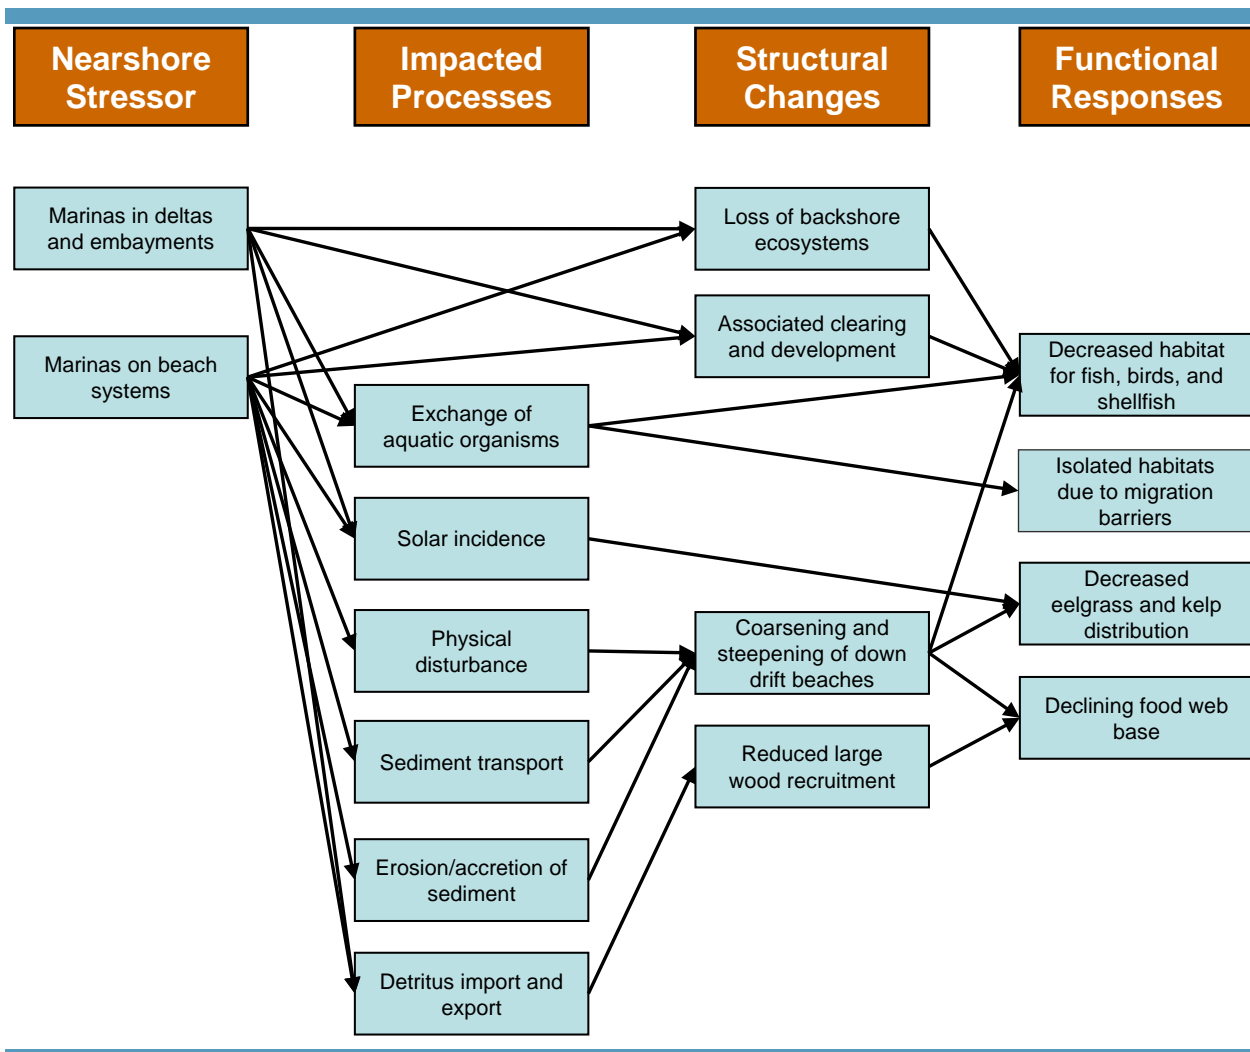 Nearshore
Stressor
Impacted
Processes
Structural
Changes
Functional
Responses
Marinas in deltas
and embayments
Marinas on beach
systems
Exchange of
aquatic organisms
Solar incidence
Physical
disturbance
Sediment transport
Erosion/accretion of
sediment
Detritus import and
export
Loss of backshore
ecosystems
Associated clearing
and development
Coarsening and
steepening of down
drift beaches
Reduced large
wood recruitment
Decreased habitat
for fish, birds, and
shellfish
Isolated habitats
due to migration
barriers
Decreased
eelgrass and kelp
distribution
Declining food web
base